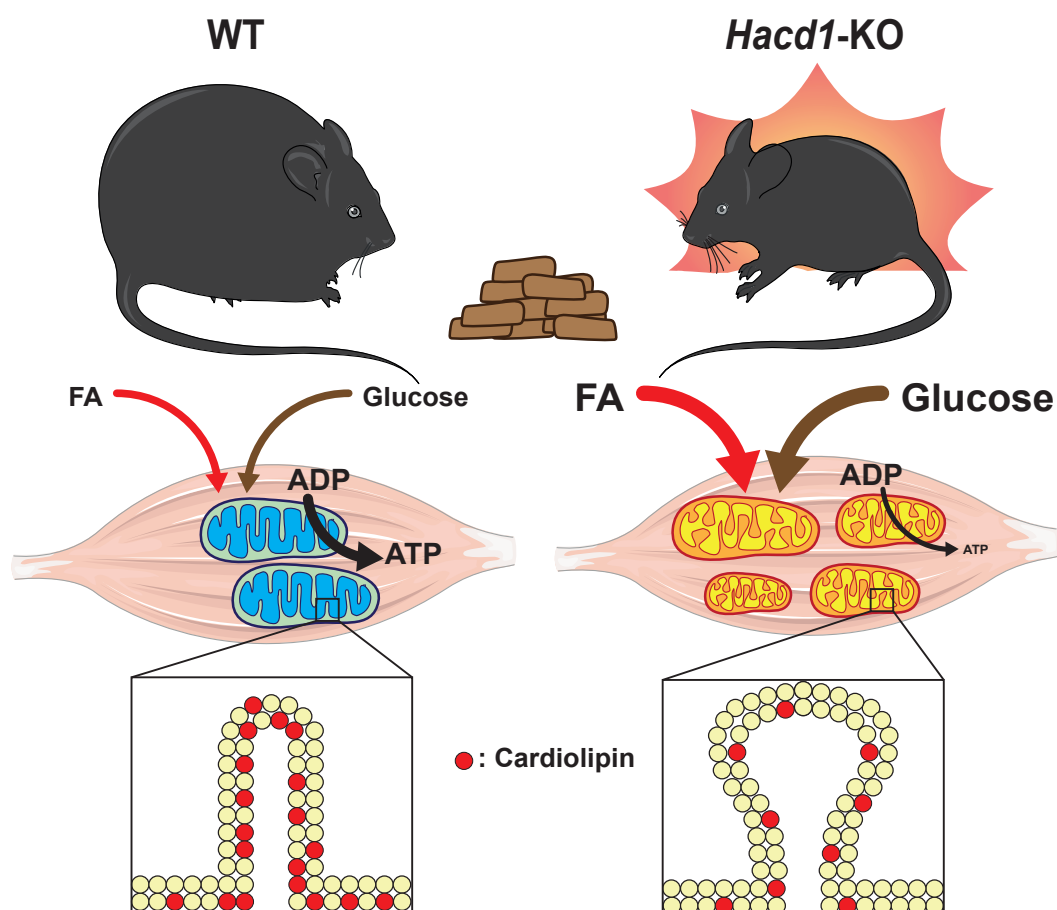 WT
Hacd1-KO
FA
Glucose
FA
Glucose
ADP
ATP
ADP
ATP
: Cardiolipin